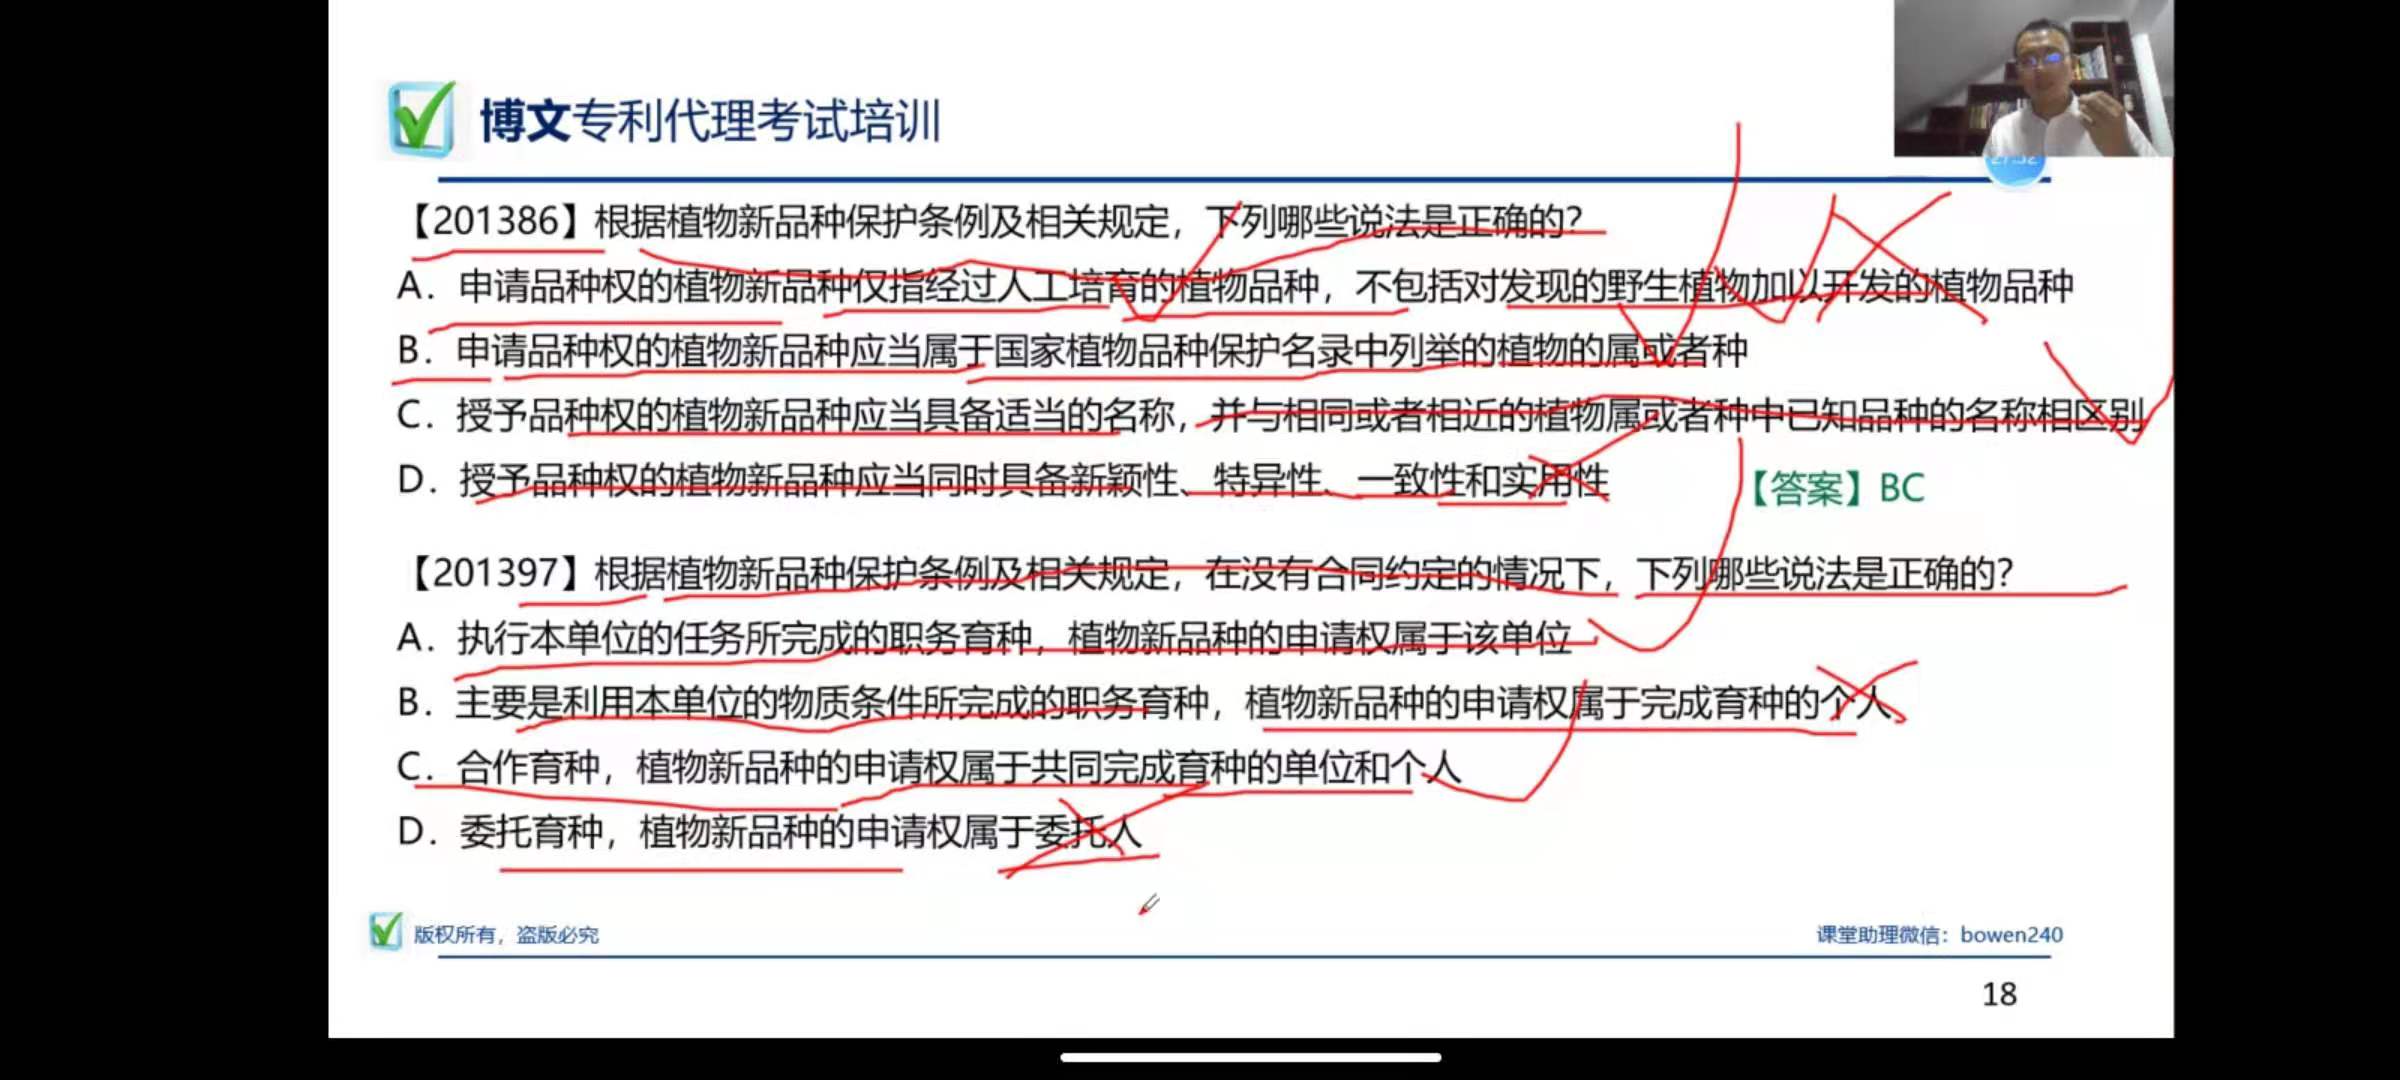 博文专利代理考试培训
【201386】根据植物新品种保护条例及相关规定，下列哪些说法是正确的？
A．申请品种权的植物新品种仅指经过人工培育的植物品种，不包括对发现的野生植物加以开发的植物品种
B．申请品种权的植物新品种应当属于国家植物品种保护名录中列举的植物的属或者种
C．授予品种权的植物新品种应当具备适当的名称，并与相同或者相近的植物属或者种中已知品种的名称相区别
D．授予品种权的植物新品种应当同时具备新颖性、特异性、一致性和实用性
【答案】BC
【201397】根据植物新品种保护条例及相关规定，在没有合同约定的情况下，下列哪些说法是正确的？
A．执行本单位的任务所完成的职务育种，植物新品种的申请权属于该单位
B．主要是利用本单位的物质条件所完成的职务育种，植物新品种的申请权属于完成育种的个人
C．合作育种，植物新品种的申请权属于共同完成育种的单位和个人
D．委托育种，植物新品种的申请权属于委托人
版权所有，盗版必究
课堂助理微信：bowen240
18